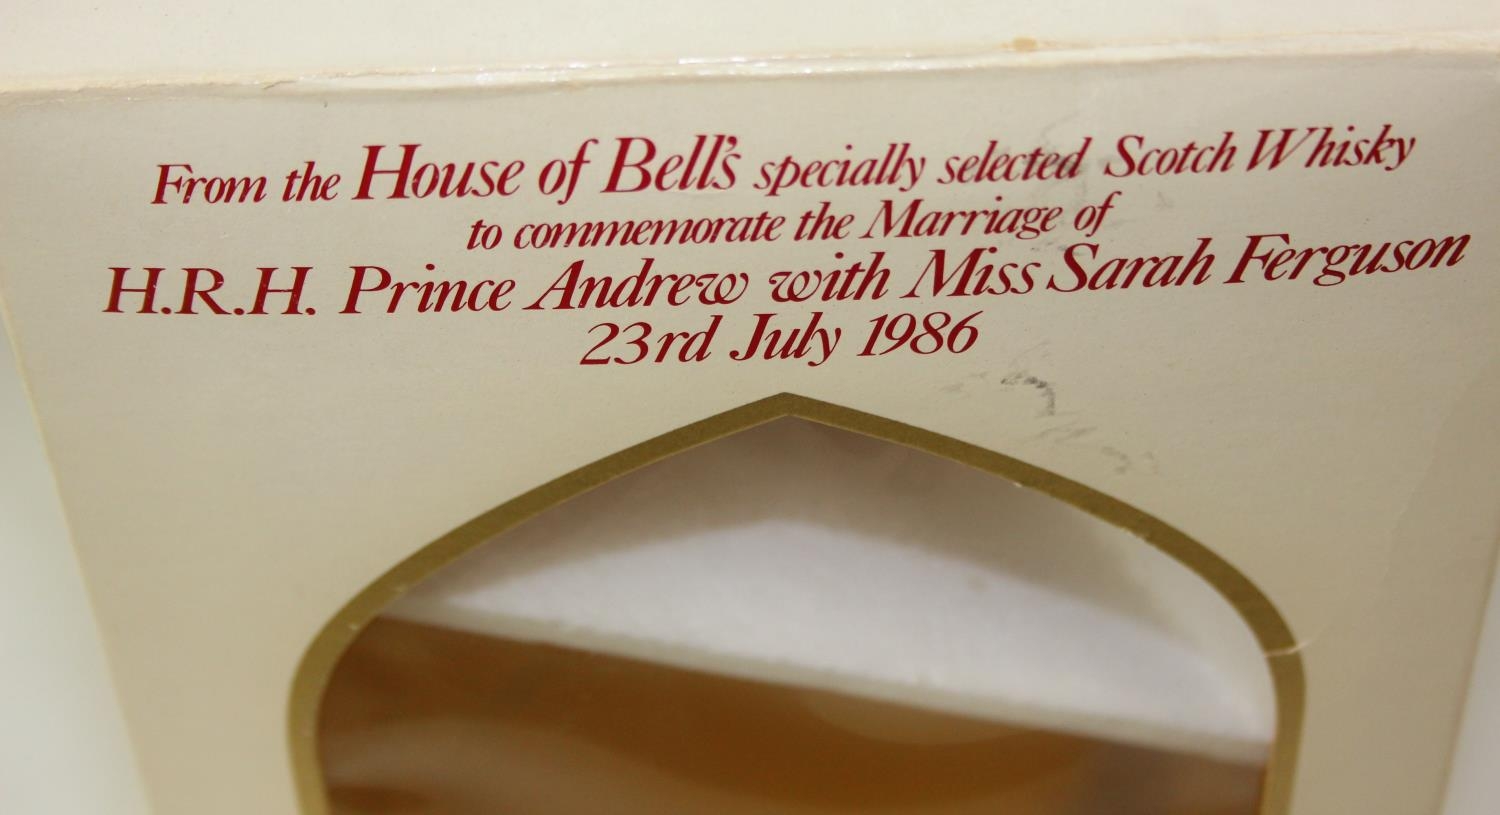 From the House of Bell's specially selected Scotch Whisky
to commemorate the Marriage of
H.R.H. Prince Andrew with Miss Sarah Ferguson
23rd July 1986